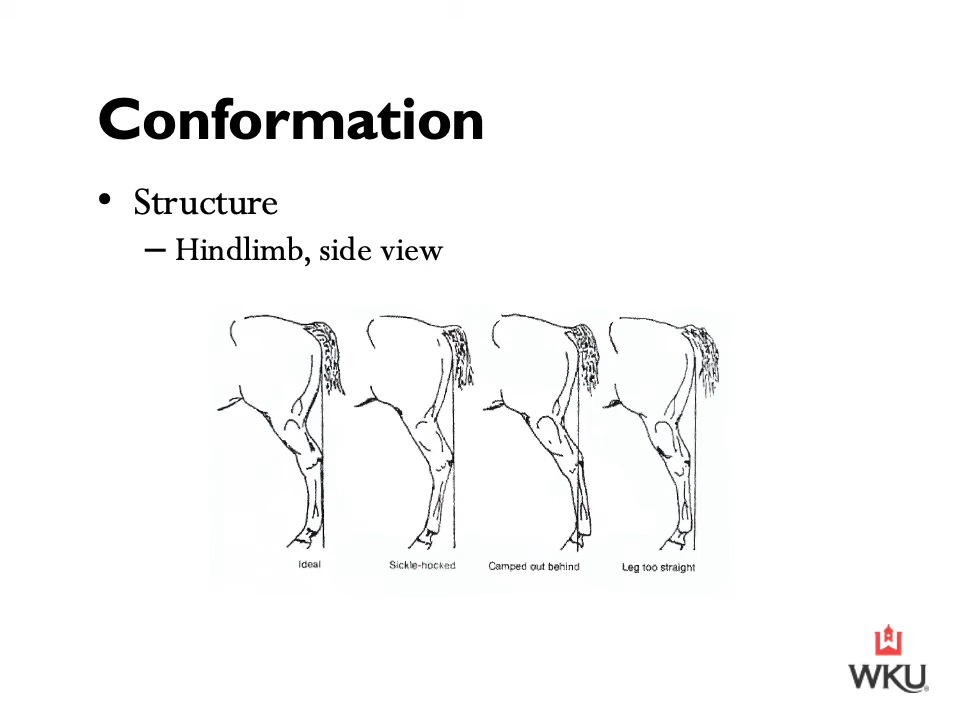 Conformation
• Structure
– Hindlimb, side view
Ideal
Sickle-hocked
Camped out behind
Leg too straight
WKU®